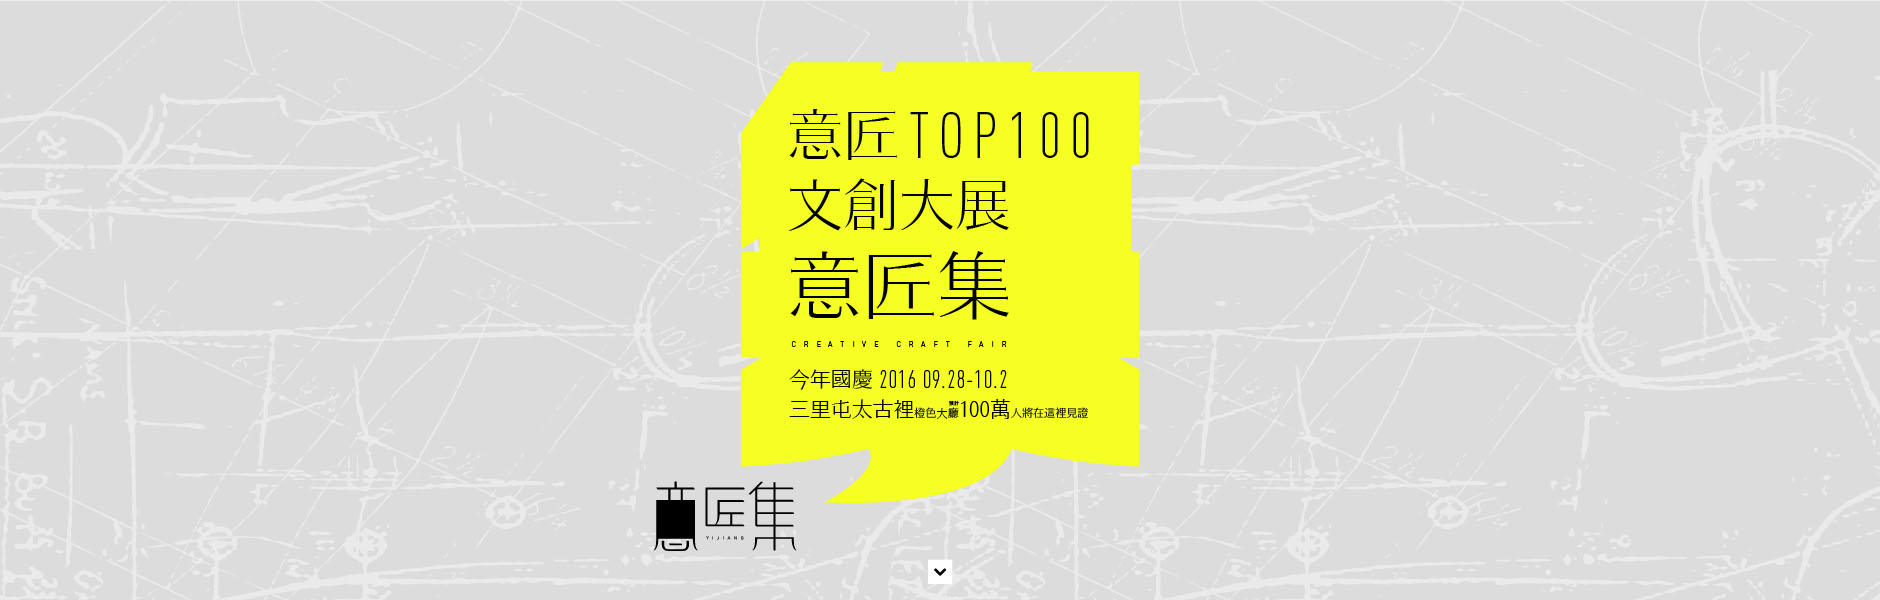 意匠TOP100
文創大展
意匠集
CREATIVE CRAFT FAIR
今年國慶 2016 09.28-10.2
三里屯太古裡橙色大廳預計100萬人將在這裡見證
意匠集
YIJIANG